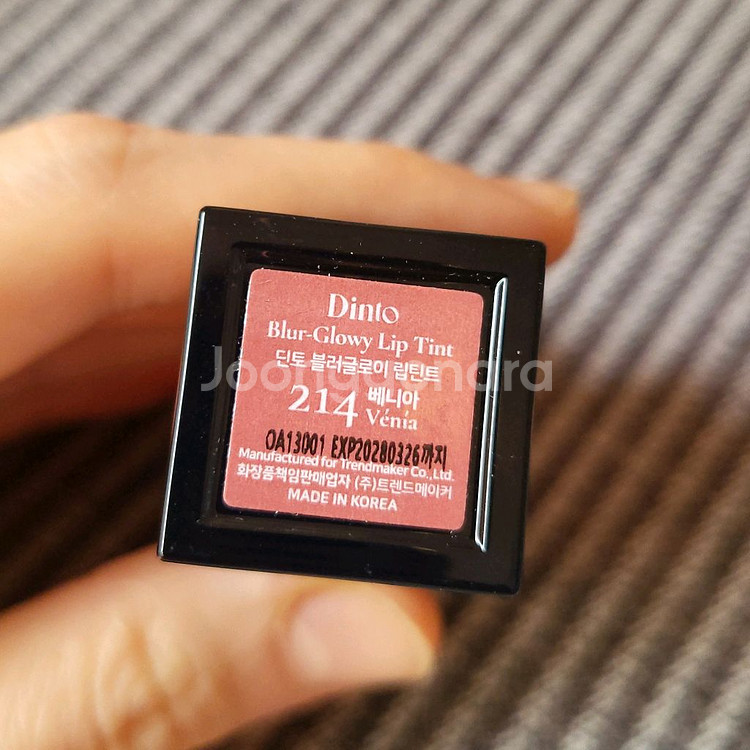 Dinto
Blur-Glowy Lip Tint
딘토 블러글로이 립틴트
Joonggonara
214 베니아
Vénía
OA13001 EXP20280326까지
Manufactured for Trendmaker Co., Ltd.
화장품책임판매업자 (주)트렌드메이커
MADE IN KOREA